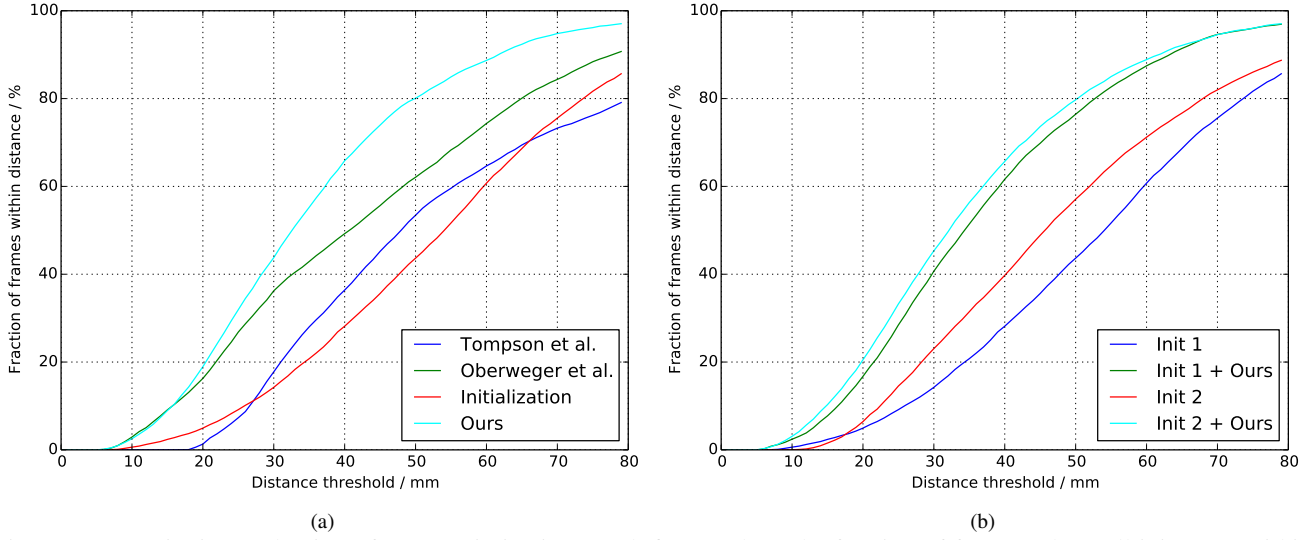 100
80
60
40
20
0
Fraction of frames within distance / %
0 10 20 30 40 50 60 70 80
Distance threshold / mm
Tompson et al.
Oberweger et al.
Initialization
Ours
(a)
100
80
60
40
20
0
Fraction of frames within distance / %
0 10 20 30 40 50 60 70 80
Distance threshold / mm
Init 1
Init 1 + Ours
Init 2
Init 2 + Ours
(b)